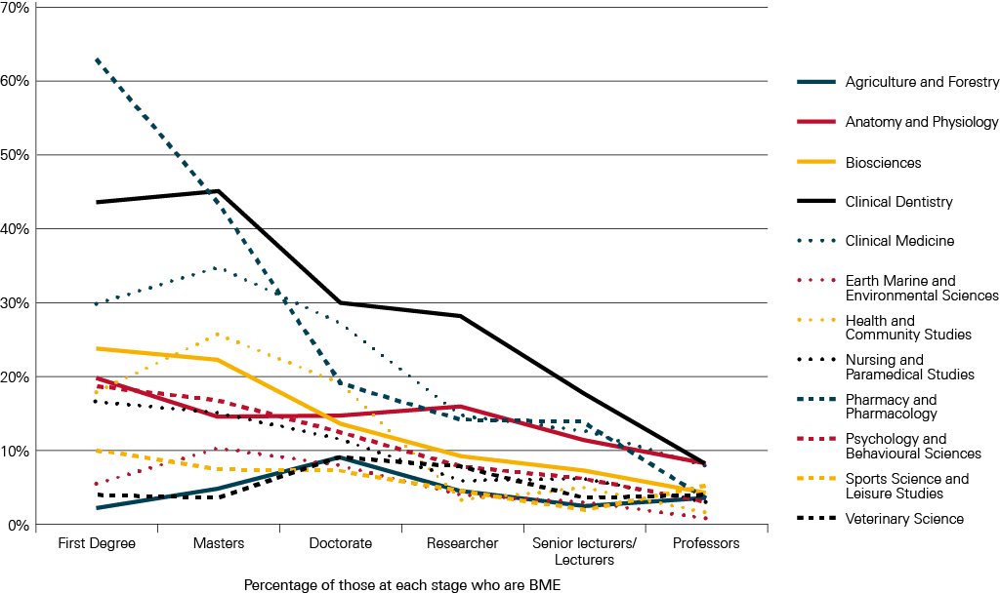 70%
60%
50%
40%
30%
20%
10%
0%
First Degree
Masters
Doctorate
Researcher
Senior lecturers/
Lecturers
Professors
Percentage of those at each stage who are BME
Agriculture and Forestry
Anatomy and Physiology
Biosciences
Clinical Dentistry
Clinical Medicine
Earth Marine and
Environmental Sciences
Health and
Community Studies
Nursing and
Paramedical Studies
Pharmacy and
Pharmacology
Psychology and
Behavioural Sciences
Sports Science and
Leisure Studies
Veterinary Science